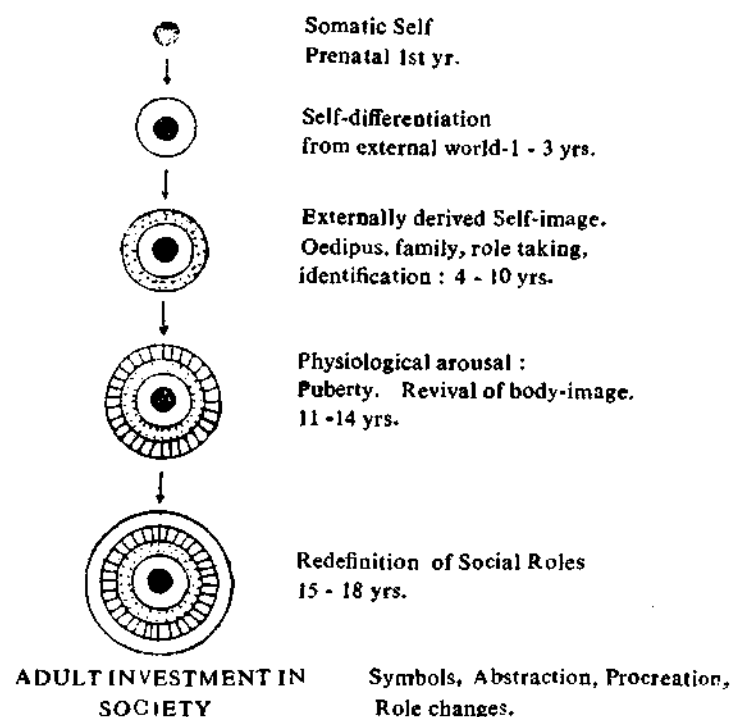 Somatic Self
Prenatal 1st yr.
Self-differentiation
from external world-1 - 3 yrs.
Externally derived Self-image.
Oedipus. family, role taking,
identification : 4 - 10 yrs.
Physiological arousal :
Puberty. Revival of body-image.
11 -14 yrs.
Redefinition of Social Roles
15 - 18 yrs.
ADULT INVESTMENT IN
SOCIETY
Symbols, Abstraction, Procreation,
Role changes.